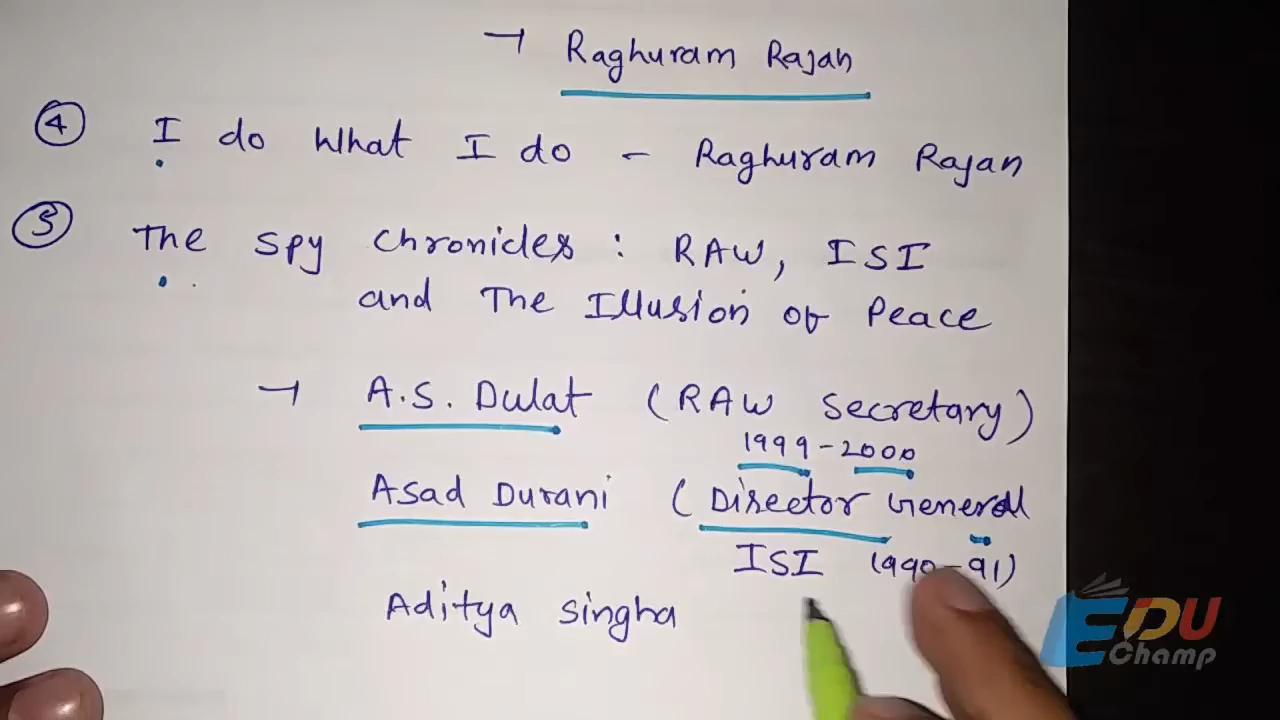 → Raghuram Rajan
④ I do What I do - Raghuram Rajan
⑤ The Spy Chronicles : RAW, ISI
and The Illusion of Peace
→ A.S. Dulat (RAW Secretary)
1999-2000
Asad Durani (Director General
ISI 1990-91)
Aditya Singha
EDU
Champ